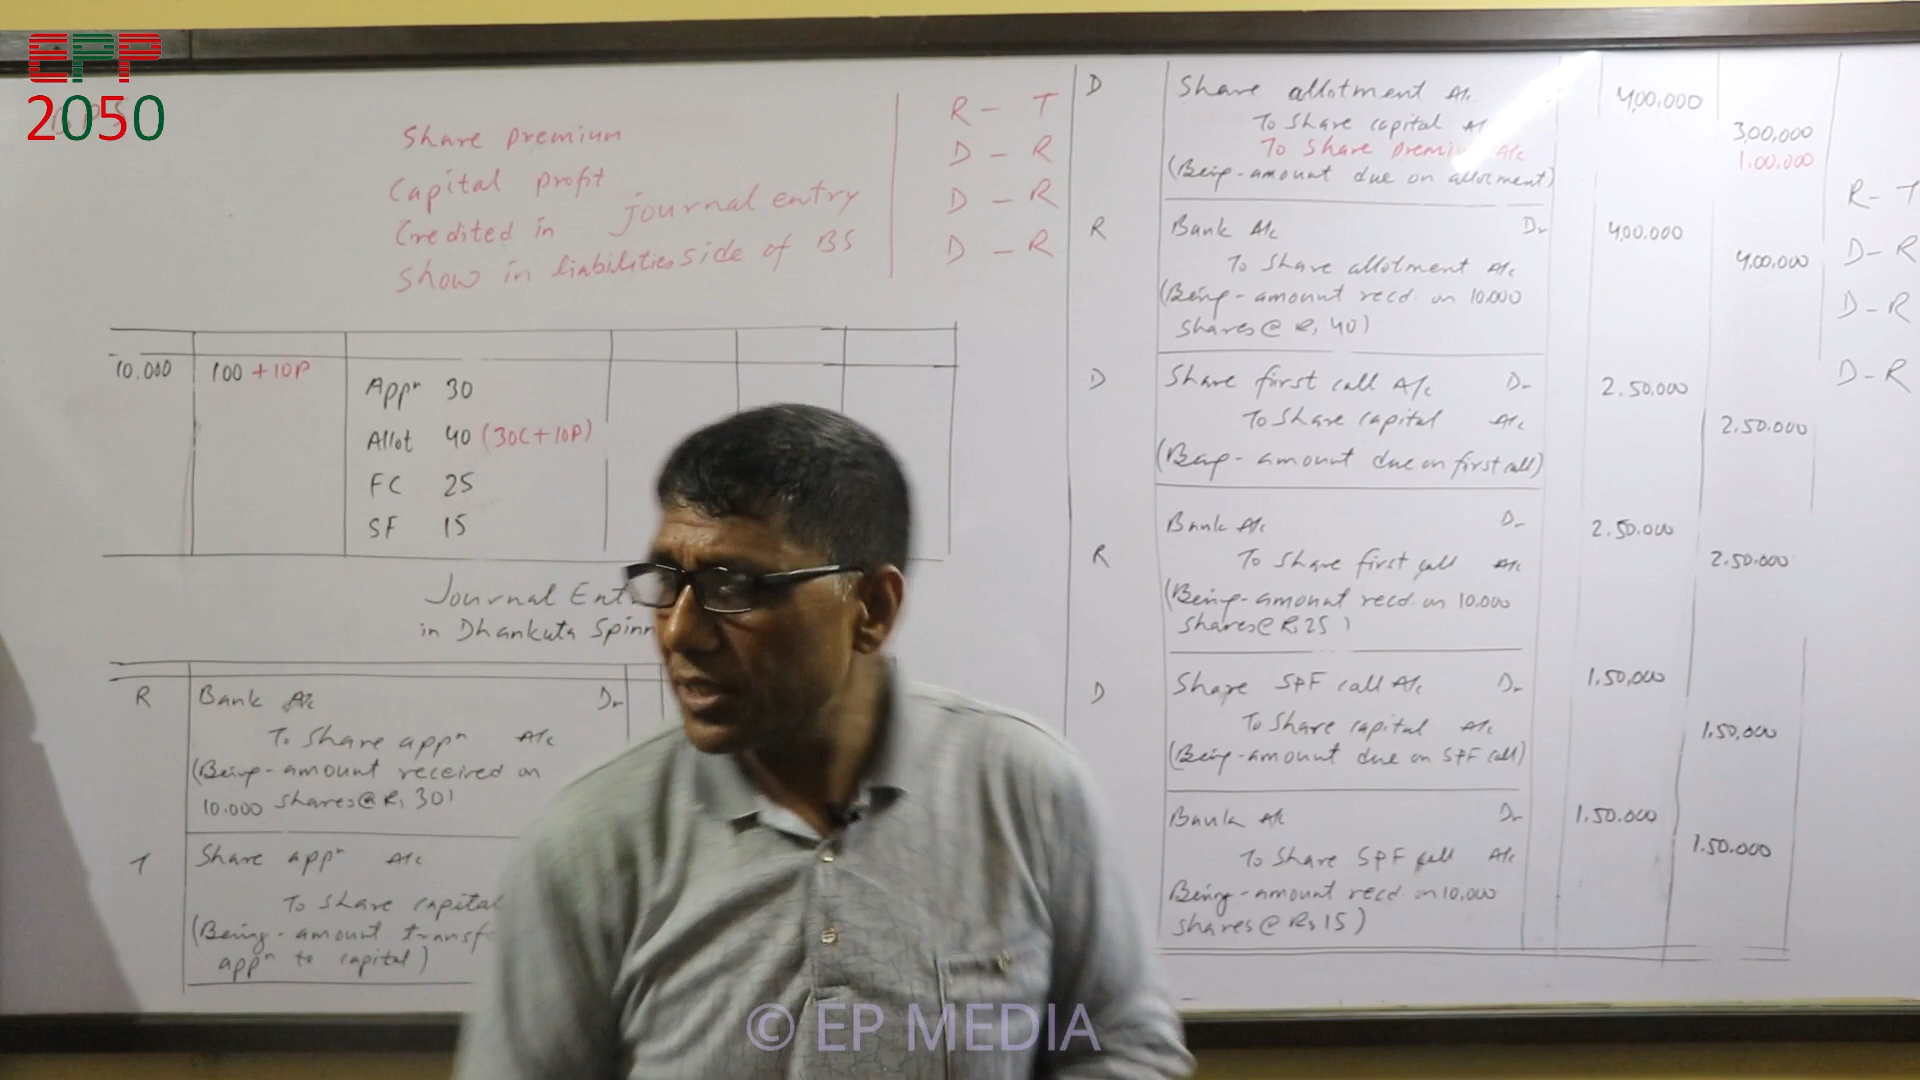 EPP
2050
Share premium
Capital profit
Credited in journal entry
Show in liabilities side of BS
R - T
D - R
D - R
D - R
10.000
100 + 10P
Appn 30
Allot 40 (30C + 10P)
FC 25
SF 15
Journal Ent
in Dhankuta Spinn
R Bank A/c Dr
To Share appn A/c
(Being-amount received on
10.000 shares@Rs 30)
T Share appn A/c
To Share capital
(Being-amount transf
appn to capital)
D Share allotment A/c 4,00,000
To Share capital A/c 3,00,000
To Share premium A/c 1,00,000
(Being-amount due on allotment)
R Bank A/c Dr 4,00,000
To Share allotment A/c 4,00,000
(Being-amount recd. on 10.000
shares@Rs 40)
D Share first call A/c Dr 2.50.000
To Share capital A/c 2.50.000
(Being-amount due on first call)
R Bank A/c Dr 2.50.000
To Share first call A/c 2.50.000
(Being-amount recd. on 10.000
shares@Rs 25)
D Share S&F call A/c Dr 1.50,000
To Share capital A/c 1.50,000
(Being-amount due on S&F call)
Bank A/c Dr 1.50.000
To Share S&F call A/c 1.50.000
Being-amount recd. on 10,000
shares@Rs 15)
R - T
D - R
D - R
D - R
© EP MEDIA